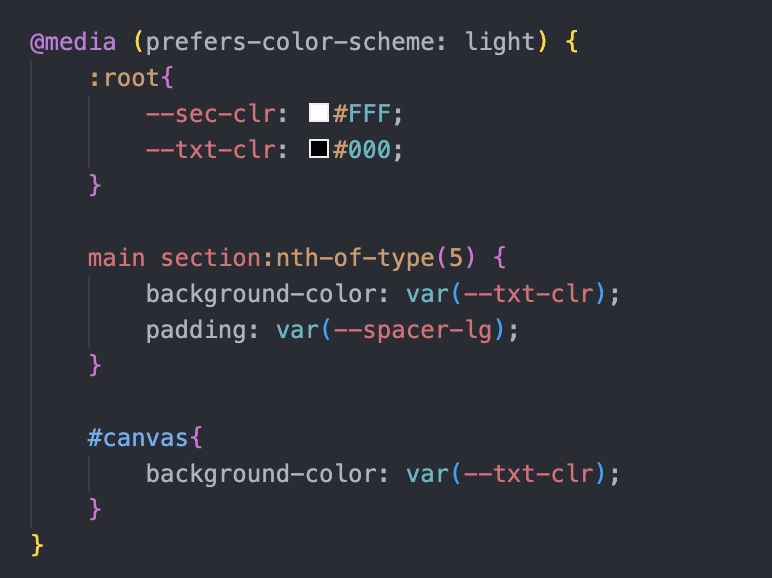 @media (prefers-color-scheme: light) {
:root{
--sec-clr: #FFF;
--txt-clr: #000;
}
main section:nth-of-type(5) {
background-color: var(--txt-clr);
padding: var(--spacer-lg);
}
#canvas{
background-color: var(--txt-clr);
}
}